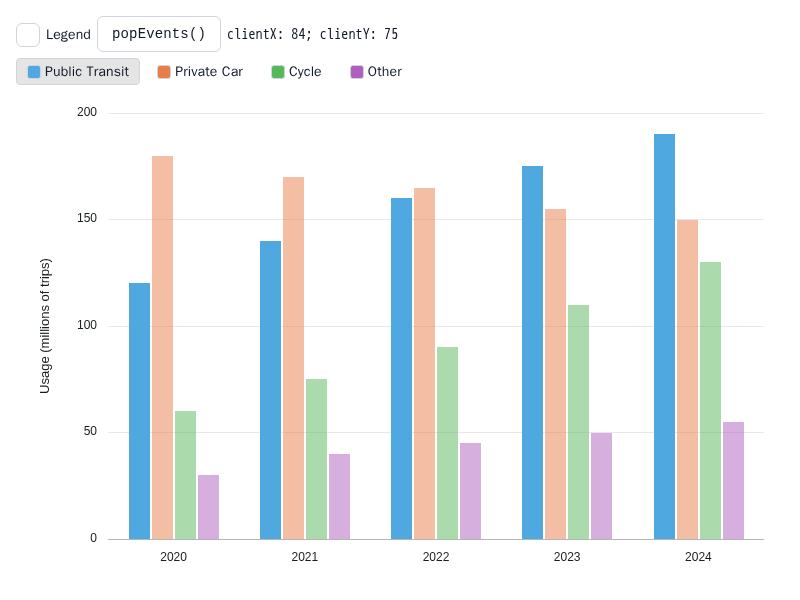 Legend popEvents() clientX: 84; clientY: 75
Public Transit Private Car Cycle Other
200
150
100
50
0
Usage (millions of trips)
2020 2021 2022 2023 2024